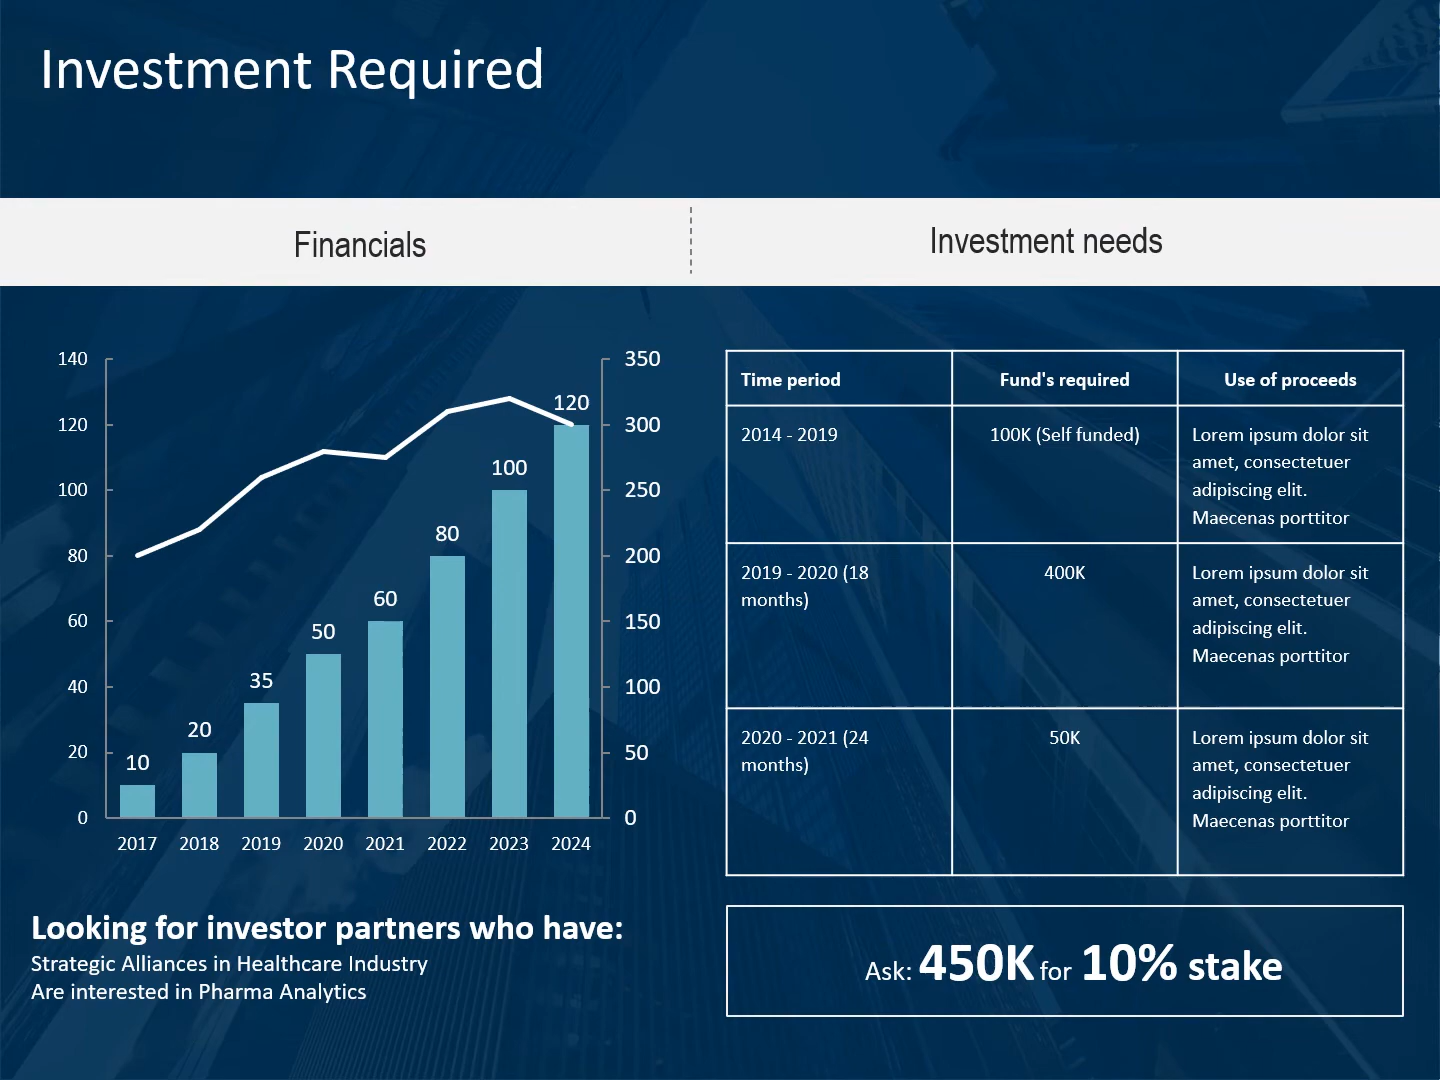 Investment Required
Financials
Investment needs
140
120
100
80
60
40
20
0
350
300
250
200
150
100
50
0
10
20
35
50
60
80
100
120
2017 2018 2019 2020 2021 2022 2023 2024
Looking for investor partners who have:
Strategic Alliances in Healthcare Industry
Are interested in Pharma Analytics
Time period
Fund's required
Use of proceeds
2014 - 2019
100K (Self funded)
Lorem ipsum dolor sit
amet, consectetuer
adipiscing elit.
Maecenas porttitor
2019 - 2020 (18
months)
400K
Lorem ipsum dolor sit
amet, consectetuer
adipiscing elit.
Maecenas porttitor
2020 - 2021 (24
months)
50K
Lorem ipsum dolor sit
amet, consectetuer
adipiscing elit.
Maecenas porttitor
Ask: 450K for 10% stake